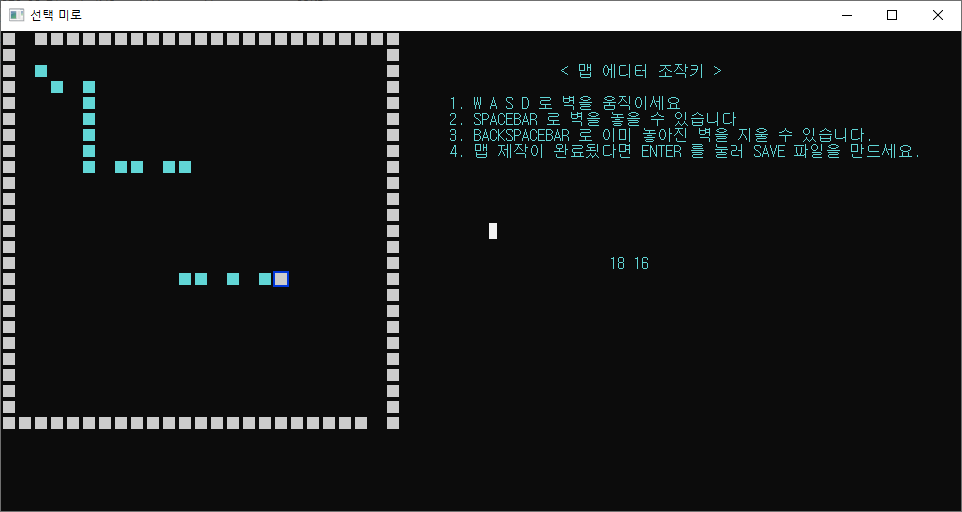 선택 미로
< 맵 에디터 조작키 >
1. W A S D 로 벽을 움직이세요
2. SPACEBAR 로 벽을 놓을 수 있습니다
3. BACKSPACEBAR 로 이미 놓아진 벽을 지울 수 있습니다.
4. 맵 제작이 완료됬다면 ENTER 를 눌러 SAVE 파일을 만드세요.
18 16